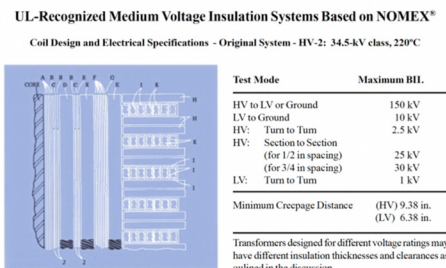 UL-Recognized Medium Voltage Insulation Systems Based on NOMEX®
Coil Design and Electrical Specifications - Original System - HV-2: 34.5-kV class, 220ºC
A B B B B F G
CORE C D C E K J K
H
H
K
I
I
I
H
J J
Test Mode Maximum BIL
HV to LV or Ground 150 kV
LV to Ground 10 kV
HV: Turn to Turn 2.5 kV
HV: Section to Section
(for 1/2 in spacing) 25 kV
(for 3/4 in spacing) 30 kV
LV: Turn to Turn 1 kV
Minimum Creepage Distance (HV) 9.38 in.
(LV) 6.38 in.
Transformers designed for different voltage ratings may
have different insulation thicknesses and clearances as
oulined in the discussion